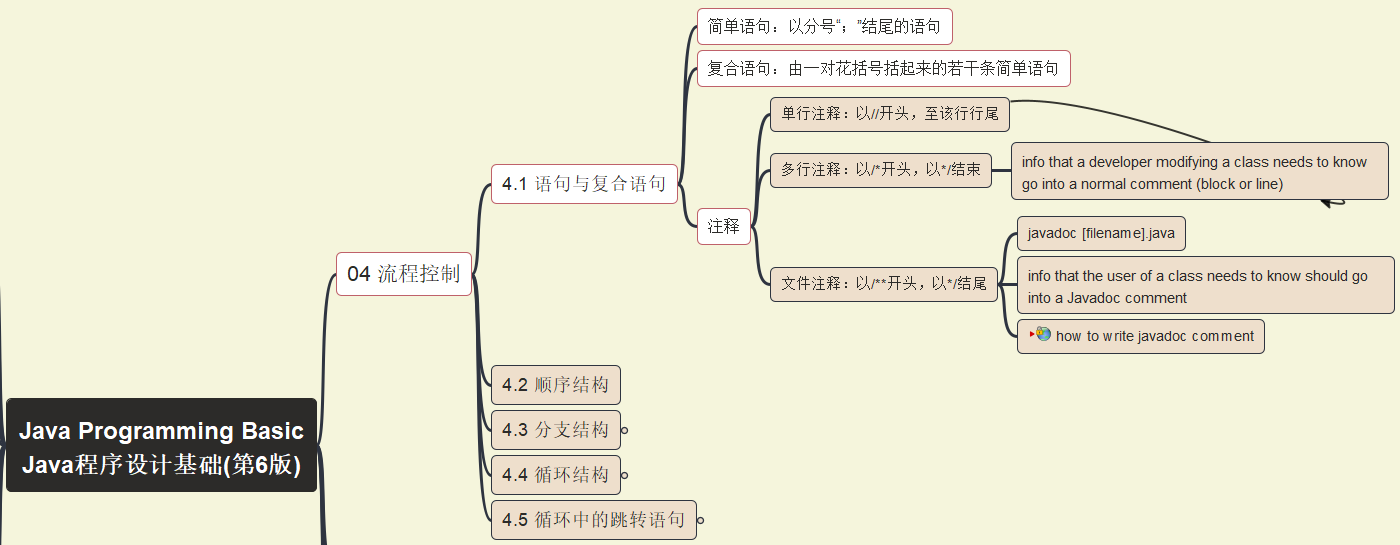 简单语句：以分号“；”结尾的语句
复合语句：由一对花括号括起来的若干条简单语句
单行注释：以//开头，至该行行尾
多行注释：以/*开头，以*/结束
info that a developer modifying a class needs to know
go into a normal comment (block or line)
4.1 语句与复合语句
注释
javadoc [filename].java
文件注释：以/**开头，以*/结尾
info that the user of a class needs to know should go
into a Javadoc comment
how to write javadoc comment
04 流程控制
4.2 顺序结构
4.3 分支结构
4.4 循环结构
4.5 循环中的跳转语句
Java Programming Basic
Java程序设计基础(第6版)